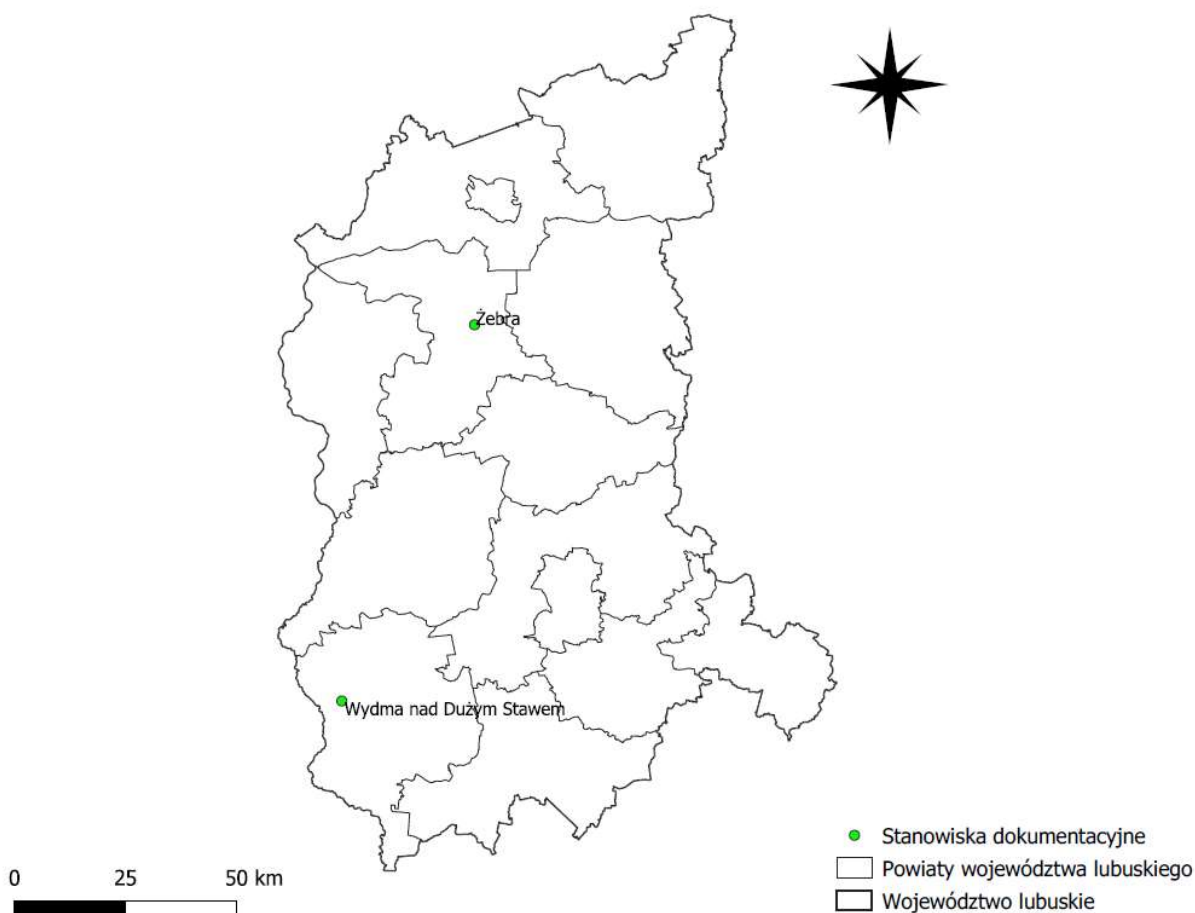 Żebra
Wydma nad Dużym Stawem
Stanowiska dokumentacyjne
Powiaty województwa lubuskiego
Województwo lubuskie
0 25 50 km